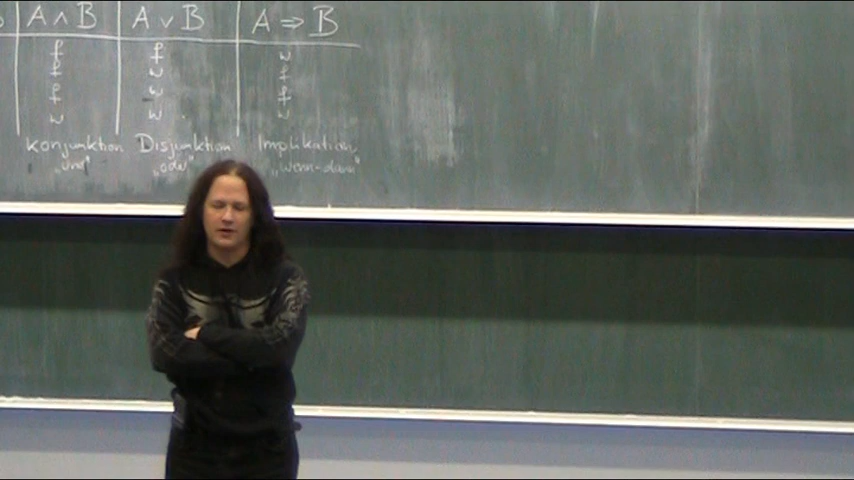 A ∧ B A ∨ B A ⇒ B
f f w
f w f
f w f
w w w
Konjunktion Disjunktion Implikation
„und“ „oder“ „wenn-dann“